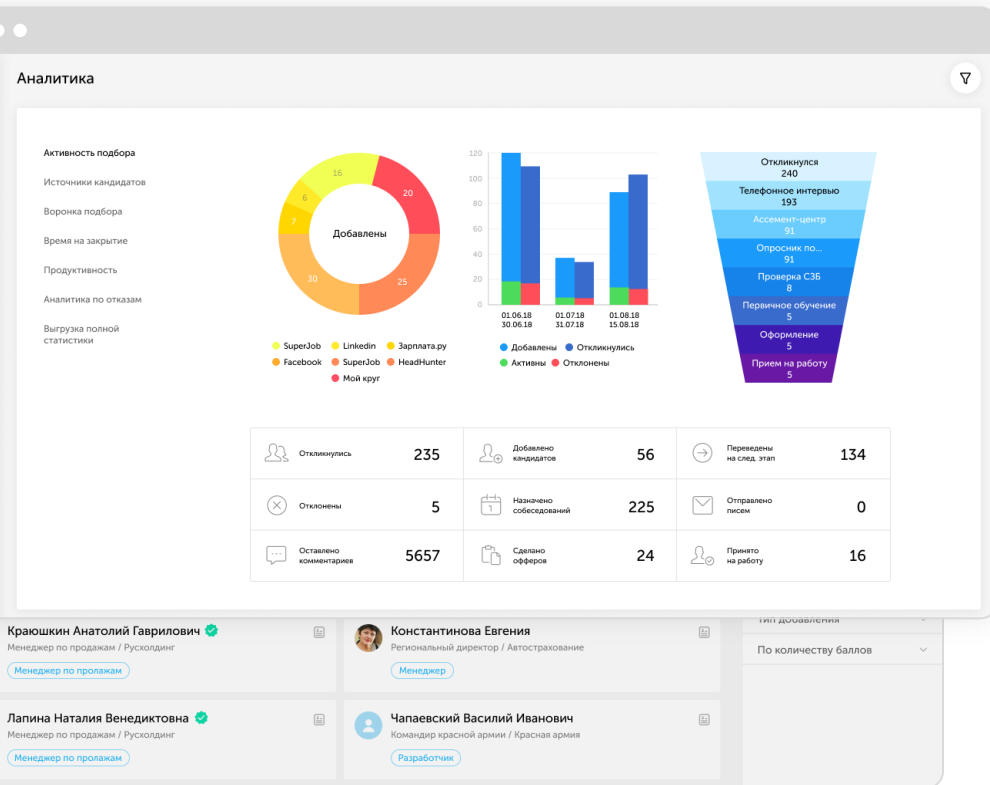 Аналитика
Активность подбора
Источники кандидатов
Воронка подбора
Время на закрытие
Продуктивность
Аналитика по отказам
Выгрузка полной
статистики
16
20
6
7
Добавлены
30
25
SuperJob
Linkedin
Зарплата.ру
Facebook
SuperJob
HeadHunter
Мой круг
120
100
80
60
40
20
0
01.06.18
30.06.18
01.07.18
31.07.18
01.08.18
15.08.18
Добавлены
Откликнулись
Активны
Отклонены
Откликнулся
240
Телефонное интервью
193
Ассемент-центр
91
Опросник по...
91
Проверка СЗБ
8
Первичное обучение
5
Оформление
5
Прием на работу
5
Откликнулись
235
Добавлено
кандидатов
56
Переведены
на след. этап
134
Отклонены
5
1
Назначено
собеседований
225
Отправлено
писем
0
Оставлено
комментариев
5657
Сделано
офферов
24
Принято
на работу
16
Краюшкин Анатолий Гаврилович
Менеджер по продажам / Русхолдинг
Менеджер по пролажам
Константинова Евгения
Региональный директор / Автострахование
Менеджер
Тип добавления
По количеству баллов
Лапина Наталия Венедиктовна
Менеджер по продажам / Русхолдинг
Менеджер по пролажам
Чапаевский Василий Иванович
Командир красной армии / Красная армия
Разработчик